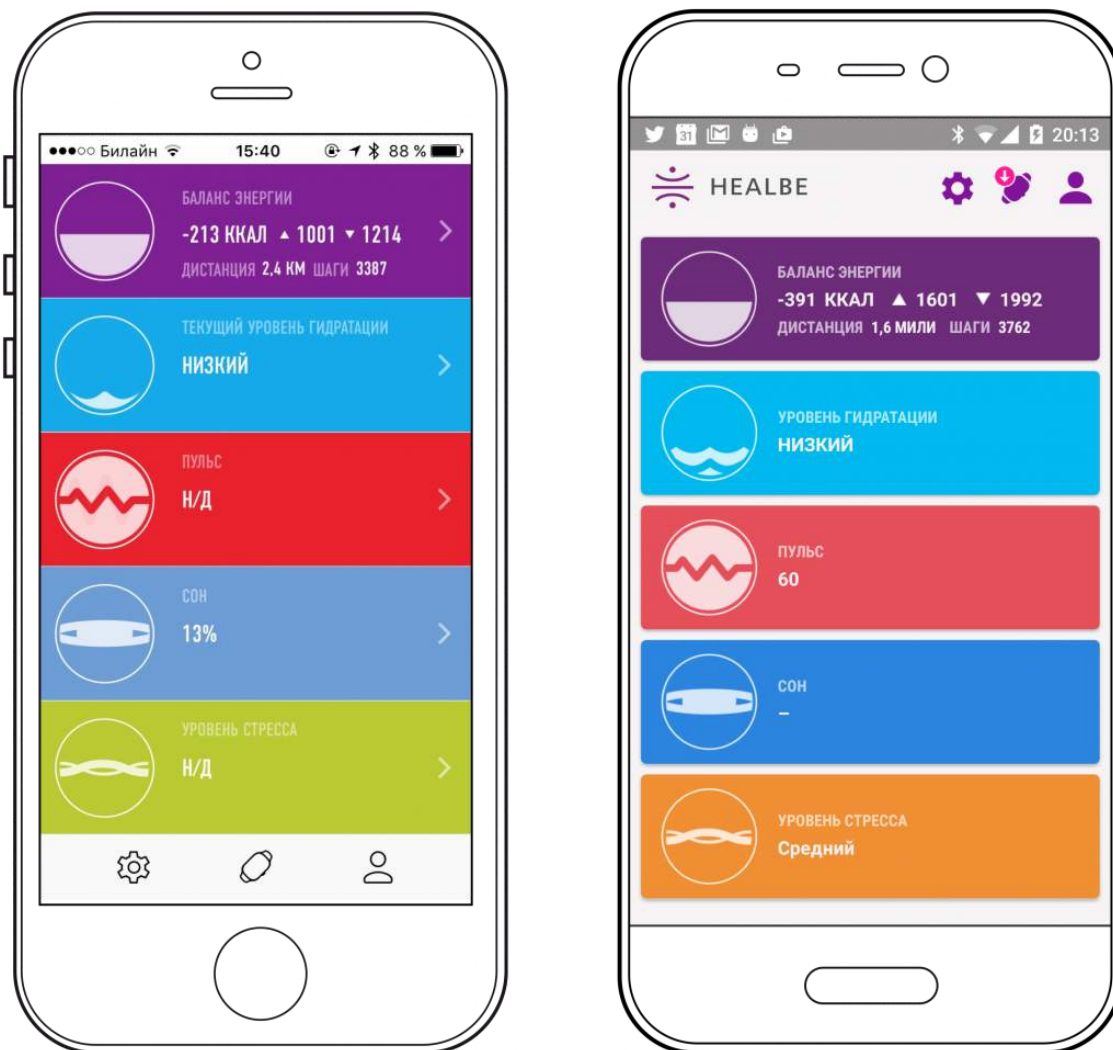 Билайн 15:40 88 %
БАЛАНС ЭНЕРГИИ
-213 ККАЛ ▲ 1001 ▼ 1214
ДИСТАНЦИЯ 2,4 КМ ШАГИ 3387
ТЕКУЩИЙ УРОВЕНЬ ГИДРАТАЦИИ
НИЗКИЙ
ПУЛЬС
Н/Д
СОН
13%
УРОВЕНЬ СТРЕССА
Н/Д
31 20:13
HEALBE
БАЛАНС ЭНЕРГИИ
-391 ККАЛ ▲ 1601 ▼ 1992
ДИСТАНЦИЯ 1,6 МИЛИ ШАГИ 3762
УРОВЕНЬ ГИДРАТАЦИИ
НИЗКИЙ
ПУЛЬС
60
СОН
–
УРОВЕНЬ СТРЕССА
Средний